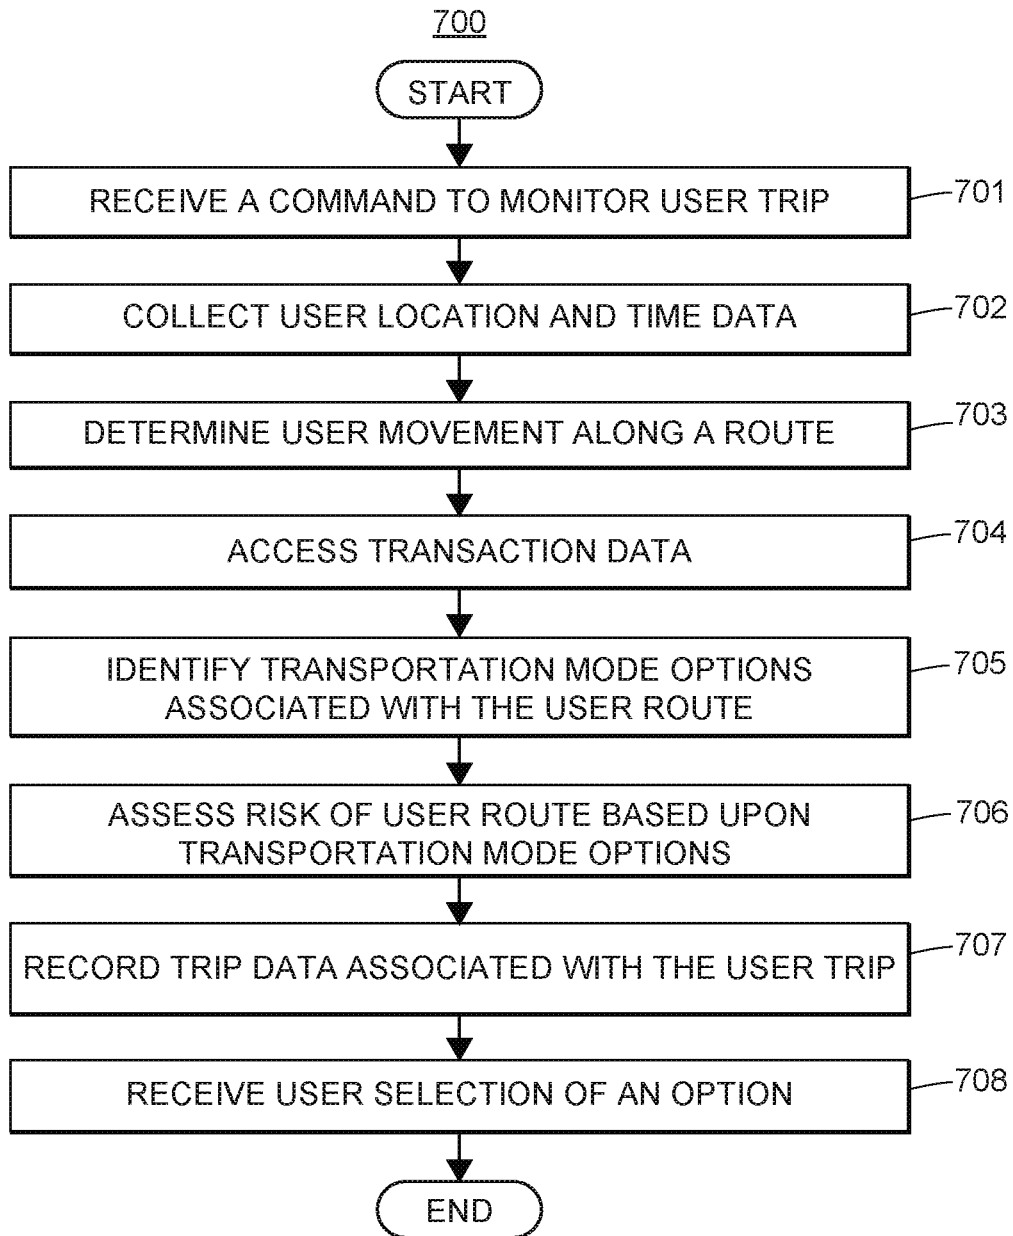 700
START
RECEIVE A COMMAND TO MONITOR USER TRIP
701
COLLECT USER LOCATION AND TIME DATA
702
DETERMINE USER MOVEMENT ALONG A ROUTE
703
ACCESS TRANSACTION DATA
704
IDENTIFY TRANSPORTATION MODE OPTIONS
ASSOCIATED WITH THE USER ROUTE
705
ASSESS RISK OF USER ROUTE BASED UPON
TRANSPORTATION MODE OPTIONS
706
RECORD TRIP DATA ASSOCIATED WITH THE USER TRIP
707
RECEIVE USER SELECTION OF AN OPTION
708
END